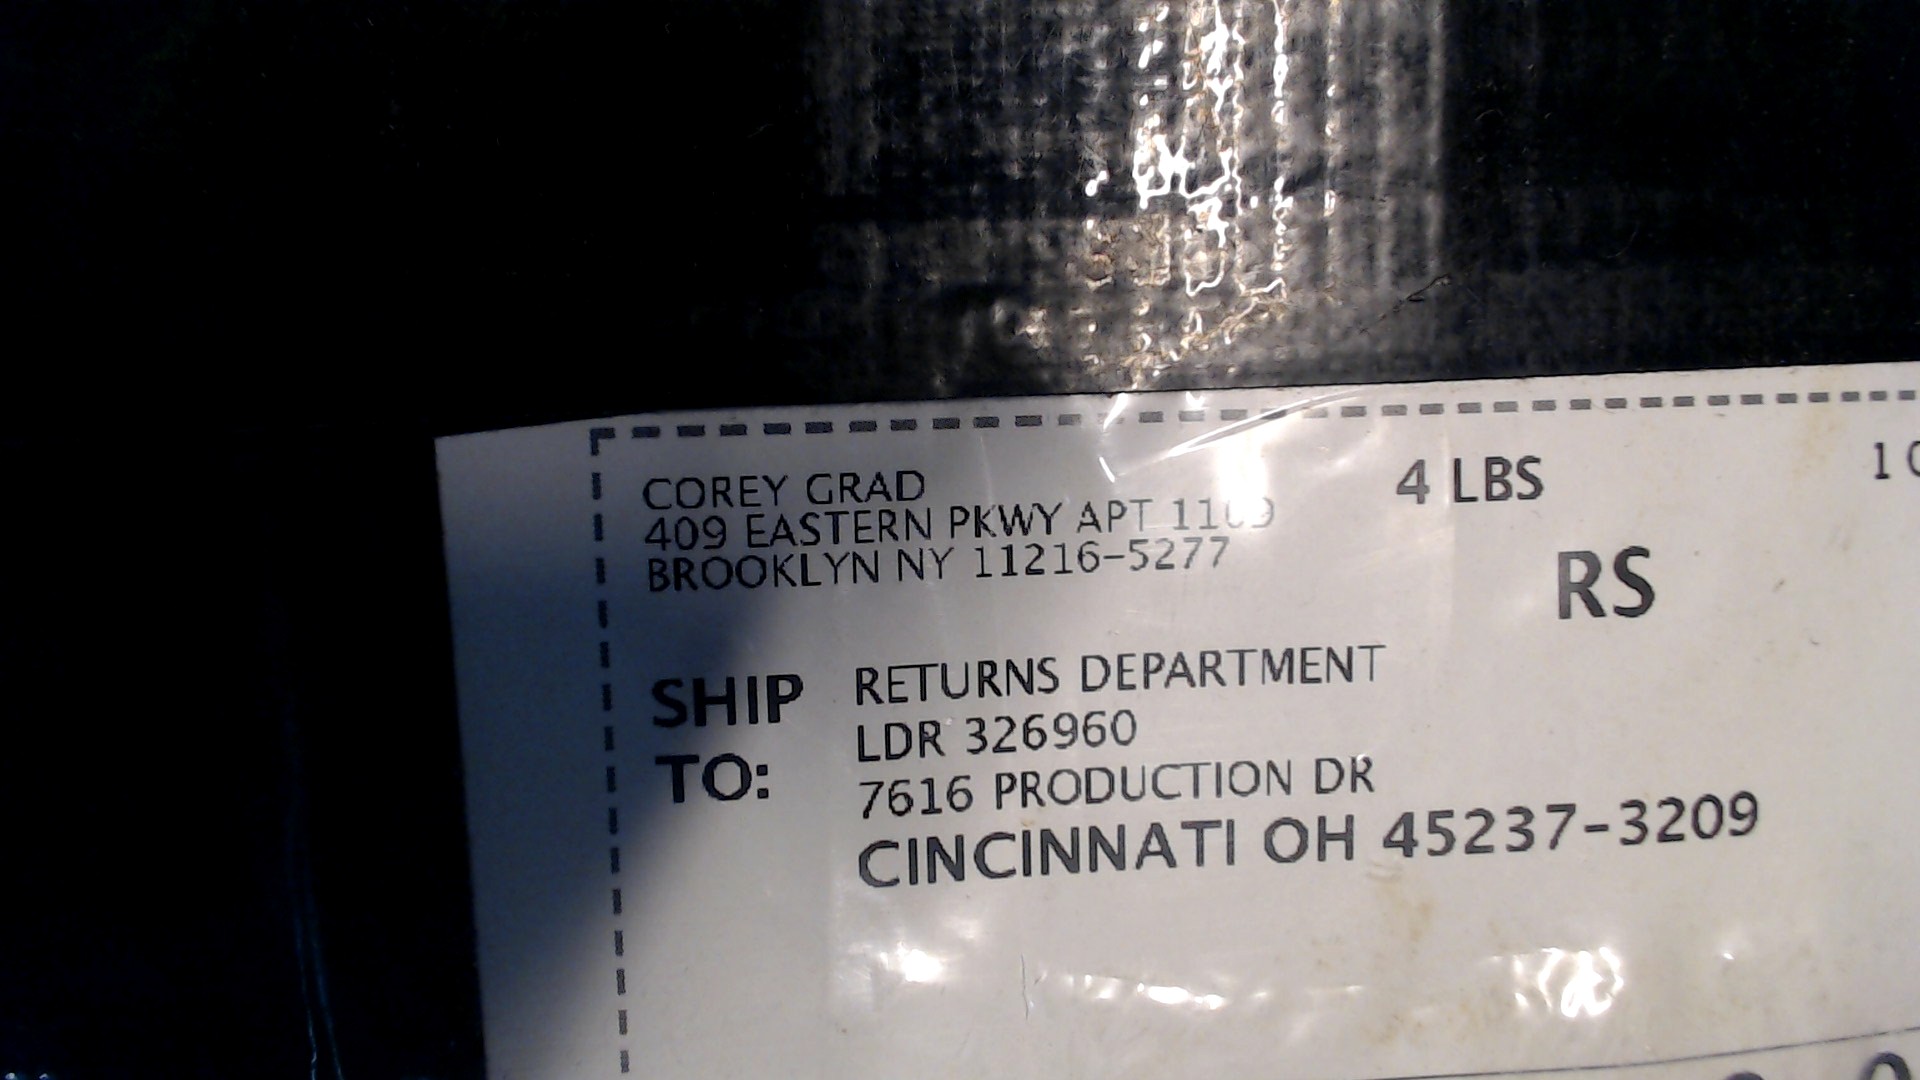 COREY GRAD
409 EASTERN PKWY APT
BROOKLYN NY 11216-5277
4 LBS
RS
SHIP TO:
RETURNS DEPARTMENT
LDR 326960
7616 PRODUCTION DR
CINCINNATI OH 45237-3209